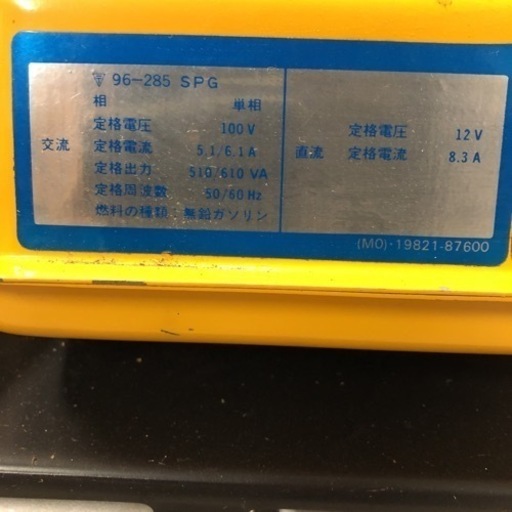 〒 96-285 SPG
相 単相
交流
定格電圧 100V
定格電流 5.1/6.1A
定格出力 510/610 VA
定格周波数 50/60Hz
燃料の種類:無鉛ガソリン
直流
定格電圧 12V
定格電流 8.3A
(M0)·19821-87600